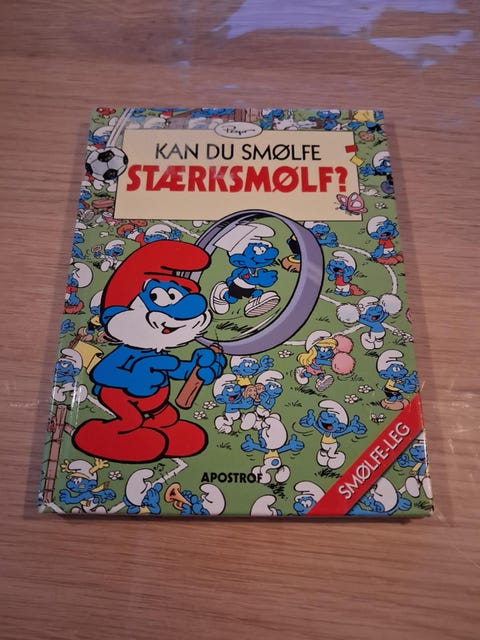 Peyo
KAN DU SMØLFE
STÆRKSMØLF?
SMØLFE-LEG
APOSTROF